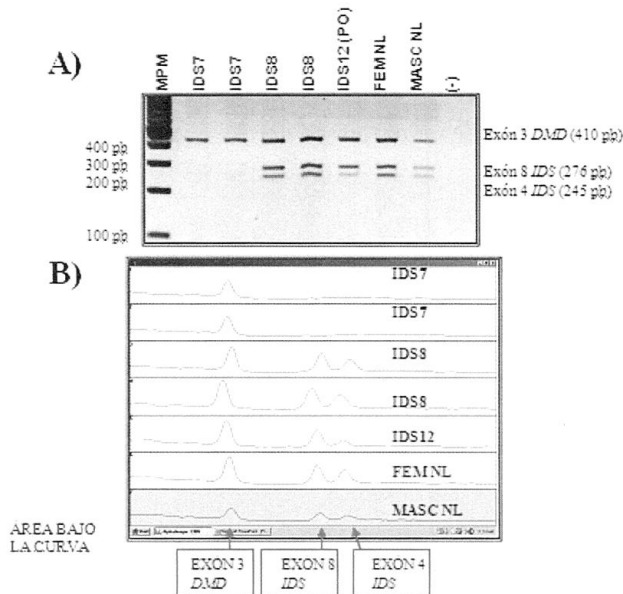 A)
MPM
IDS7
IDS7
IDS8
IDS8
IDS12 (PO)
FEM NL
MASC NL
(-)
400 pb
300 pb
200 pb
100 pb
Exón 3 DMD (410 pb)
Exón 8 IDS (276 pb)
Exón 4 IDS (245 pb)
B)
IDS7
IDS7
IDS8
IDS8
IDS12
FEM NL
MASC NL
AREA BAJO
LA CURVA
EXON 3
DMD
EXON 8
IDS
EXON 4
IDS